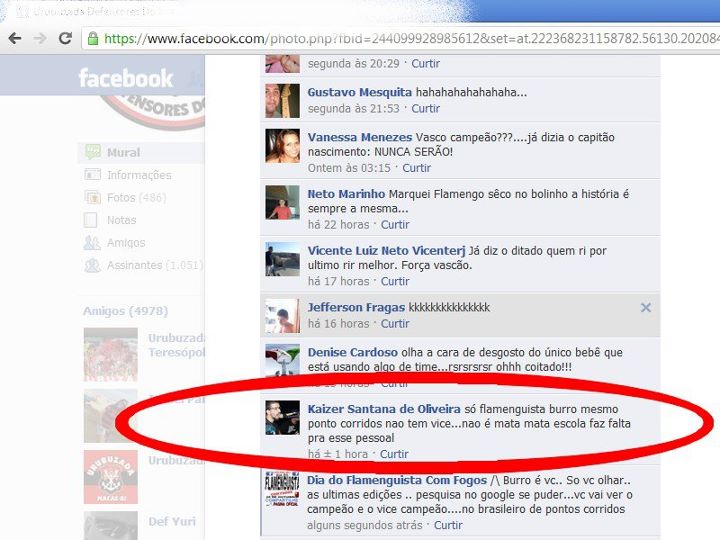 https://www.facebook.com/photo.php?fbid=244099928985612&set=at.222368231158782.56130.202084
facebook
segunda às 20:29 · Curtir
ENSORES DO
Gustavo Mesquita hahahahahahahaha...
segunda às 21:53 · Curtir
Vanessa Menezes Vasco campeão???....já dizia o capitão
nascimento: NUNCA SERÃO!
Ontem às 03:15 · Curtir
Mural
Informações
Fotos (486)
Notas
Amigos
Assinantes (1.051)
Neto Marinho Marquei Flamengo sêco no bolinho a história é
sempre a mesma...
há 22 horas · Curtir
Vicente Luiz Neto Vicenterj Já diz o ditado quem ri por
ultimo rir melhor. Força vascão.
há 17 horas · Curtir
Jefferson Fragas kkkkkkkkkkkkkkk
há 16 horas · Curtir
Amigos (4978)
Urubuzada
Teresópol
Denise Cardoso olha a cara de desgosto do único bebê que
está usando algo de time...rsrsrsrsr ohhh coitado!!!
Curtir
Kaizer Santana de Oliveira só flamenguista burro mesmo
ponto corridos nao tem vice...nao é mata mata escola faz falta
pra esse pessoal
há ± 1 hora · Curtir
Urubuzada
URUBUZADA
MACAÉ-RJ
Def Yuri
FLAMENGUISTA
Dia do Flamenguista Com Fogos /\ Burro é vc.. So vc olhar..
as ultimas edições .. pesquisa no google se puder...vc vai ver o
campeão e o vice campeão....no brasileiro de pontos corridos
alguns segundos atrás · Curtir